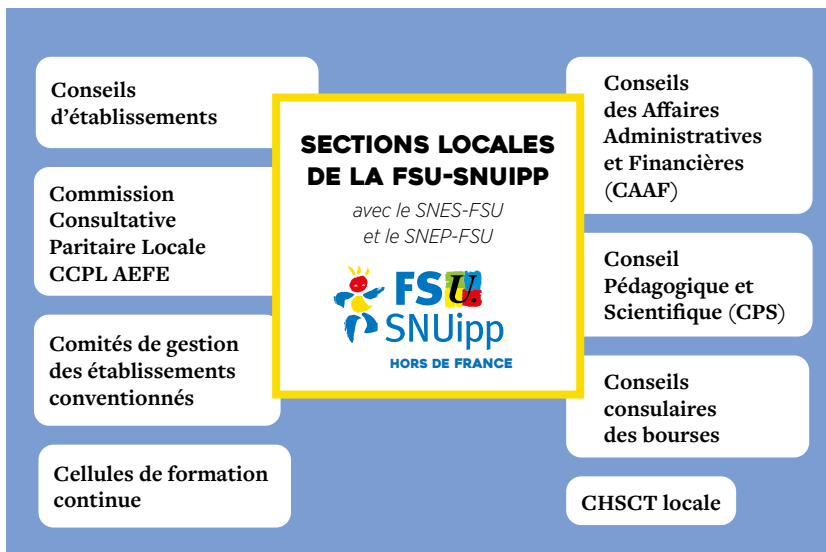 Conseils
d'établissements
Commission
Consultative
Paritaire Locale
CCPL AEFE
Comités de gestion
des établissements
conventionnés
Cellules de formation
continue
SECTIONS LOCALES
DE LA FSU-SNUIPP
avec le SNES-FSU
et le SNEP-FSU
FSU.
SNUipp
HORS DE FRANCE
Conseils
des Affaires
Administratives
et Financières
(CAAF)
Conseil
Pédagogique et
Scientifique (CPS)
Conseils
consulaires
des bourses
CHSCT locale